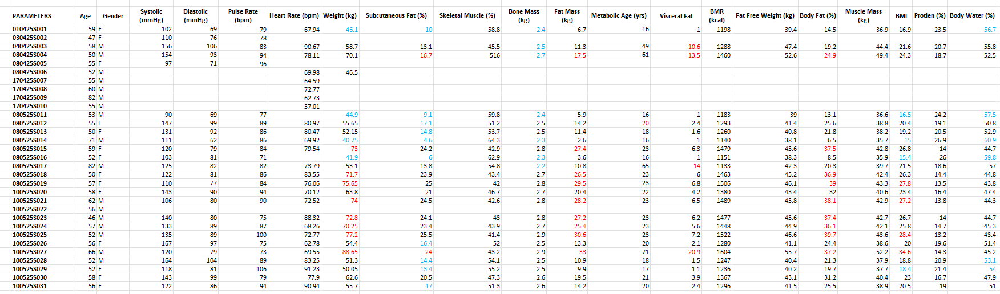 PARAMETERS Age Gender Systolic (mmHg) Diastolic (mmHg) Pulse Rate (bpm) Heart Rate (bpm) Weight (kg) Subcutaneous Fat (%) Skeletal Muscle (%) Bone Mass (kg) Fat Mass (kg) Metabolic Age (yrs) Visceral Fat BMR (kcal) Fat Free Weight (kg) Body Fat (%) Muscle Mass (kg) BMI Protien (%) Body Water (%)
010425S001 59 F 102 69 79 67.94 46.1 10 58.8 2.4 6.7 16 1 1198 39.4 14.5 36.9 16.9 23.5 56.7
030425S002 47 F 110 76 78
040425S003 58 M 156 106 83 90.67 58.7 13.1 45.5 2.5 11.3 49 10.6 1288 47.4 19.2 44.4 21.6 20.7 55.8
080425S004 50 M 154 93 94 78.11 70.1 16.7 516 2.7 17.5 61 13.5 1460 52.6 24.9 49.4 24.3 18.7 52.5
080425S005 55 F 97 71 96
080425S006 52 M 69.98 46.5
170425S007 55 M 64.59
170425S008 60 M 72.77
170425S009 82 M 62.73
170425S010 55 M 57.01
080525S011 53 M 90 69 77 44.9 9.1 59.8 2.4 5.9 16 1 1183 39 13.1 36.6 16.5 24.2 57.5
080525S012 55 F 147 99 89 80.97 55.65 17.1 51.2 2.5 14.2 20 2.4 1293 41.4 25.6 38.8 20.4 19.1 50.8
080525S013 50 F 131 92 86 80.47 52.15 14.8 53.7 2.5 11.4 18 1.6 1260 40.8 21.8 38.2 19.2 20.5 52.9
080525S014 71 M 111 62 86 69.92 40.75 4.6 64.3 2.3 2.6 16 1 1140 38.1 6.5 35.7 15 26.9 60.9
080525S015 59 F 120 79 84 79.54 73 24.2 42.9 2.8 27.4 23 6.3 1479 45.6 37.5 42.8 26.8 14 44.7
080525S016 52 F 103 81 71 41.9 6 62.9 2.3 3.6 16 1 1151 38.3 8.5 35.9 15.4 26 59.8
080525S017 82 M 125 82 82 73.79 53.1 13.8 54.8 2.2 10.8 65 14 1133 42.3 20.3 39.7 21.5 18.6 57
080525S018 50 F 122 81 86 83.55 71.7 23.9 43.4 2.7 26.5 23 6 1463 45.2 36.9 42.4 26.3 14.4 44.8
080525S019 57 F 110 77 84 76.06 75.65 25 42 2.8 29.5 23 6.8 1506 46.1 39 43.3 27.8 13.5 43.8
100525S020 58 F 143 90 94 70.12 63.8 21 46.7 2.7 20.4 22 4.2 1380 43.4 32 40.6 23.4 16.4 47.4
100525S021 62 M 106 80 90 72.52 74 24.5 42.6 2.8 28.2 23 6.5 1489 45.8 38.1 42.9 27.2 13.8 44.3
100525S022 56 M
100525S023 46 M 140 80 75 88.32 72.8 24.1 43 2.8 27.2 23 6.2 1477 45.6 37.4 42.7 26.7 14 44.7
100525S024 57 M 133 89 87 68.26 70.25 23.4 43.9 2.7 25.4 23 5.6 1448 44.9 36.1 42.1 25.8 14.7 45.3
100525S025 52 M 135 89 100 72.77 77.2 25.5 41.4 2.9 30.6 23 7.2 1522 46.6 39.7 43.6 28.4 13.2 43.4
100525S026 56 F 167 97 75 62.78 54.4 16.4 52 2.5 13.3 20 2.1 1280 41.1 24.4 38.6 20 19.6 51.4
100525S027 66 M 120 79 73 69.55 88.65 24 43.2 2.9 33 71 20.9 1604 55.7 37.2 52.2 34.6 14.3 45.2
100525S028 52 M 164 104 89 83.25 51.3 14.4 54.1 2.5 10.9 18 1.5 1247 40.4 21.3 37.9 18.8 20.9 53.1
100525S029 52 F 118 81 106 91.23 50.05 13.4 55.2 2.5 9.9 17 1.1 1236 40.2 19.7 37.7 18.4 21.4 54
100525S030 58 F 143 99 79 77.9 62.6 20.5 47.3 2.6 19.5 21 3.9 1367 43.1 31.2 40.4 23 16.7 47.9
100525S031 56 F 122 86 94 90.94 55.7 17 51.3 2.6 14.2 20 2.4 1296 41.5 25.5 38.9 20.5 19 51